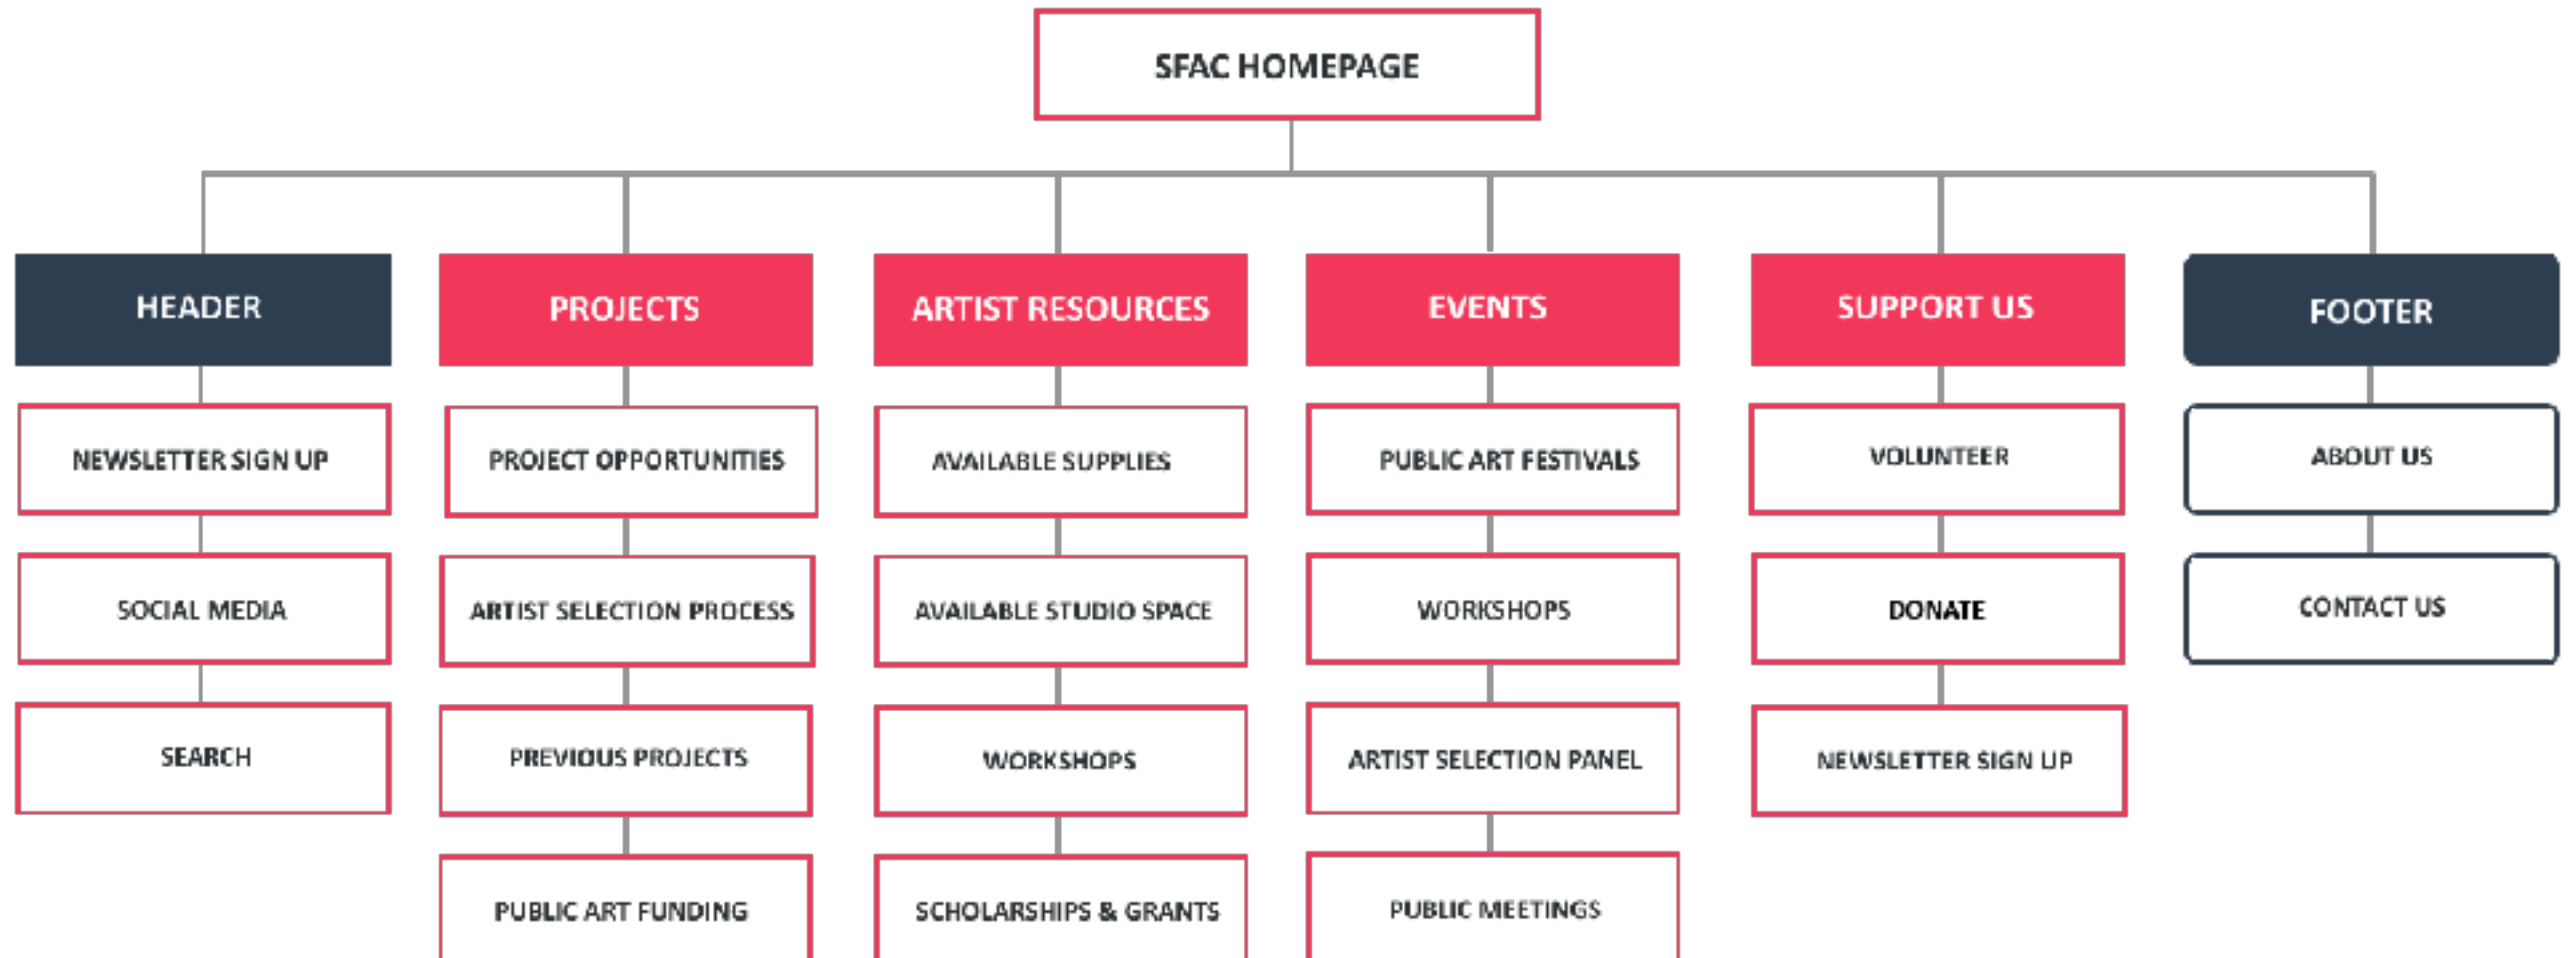 SFAC HOMEPAGE
HEADER
PROJECTS
ARTIST RESOURCES
EVENTS
SUPPORT US
FOOTER
NEWSLETTER SIGN UP
PROJECT OPPORTUNITIES
AVAILABLE SUPPLIES
PUBLIC ART FESTIVALS
VOLUNTEER
ABOUT US
SOCIAL MEDIA
ARTIST SELECTION PROCESS
AVAILABLE STUDIO SPACE
WORKSHOPS
DONATE
CONTACT US
SEARCH
PREVIOUS PROJECTS
WORKSHOPS
ARTIST SELECTION PANEL
NEWSLETTER SIGN UP
PUBLIC ART FUNDING
SCHOLARSHIPS & GRANTS
PUBLIC MEETINGS